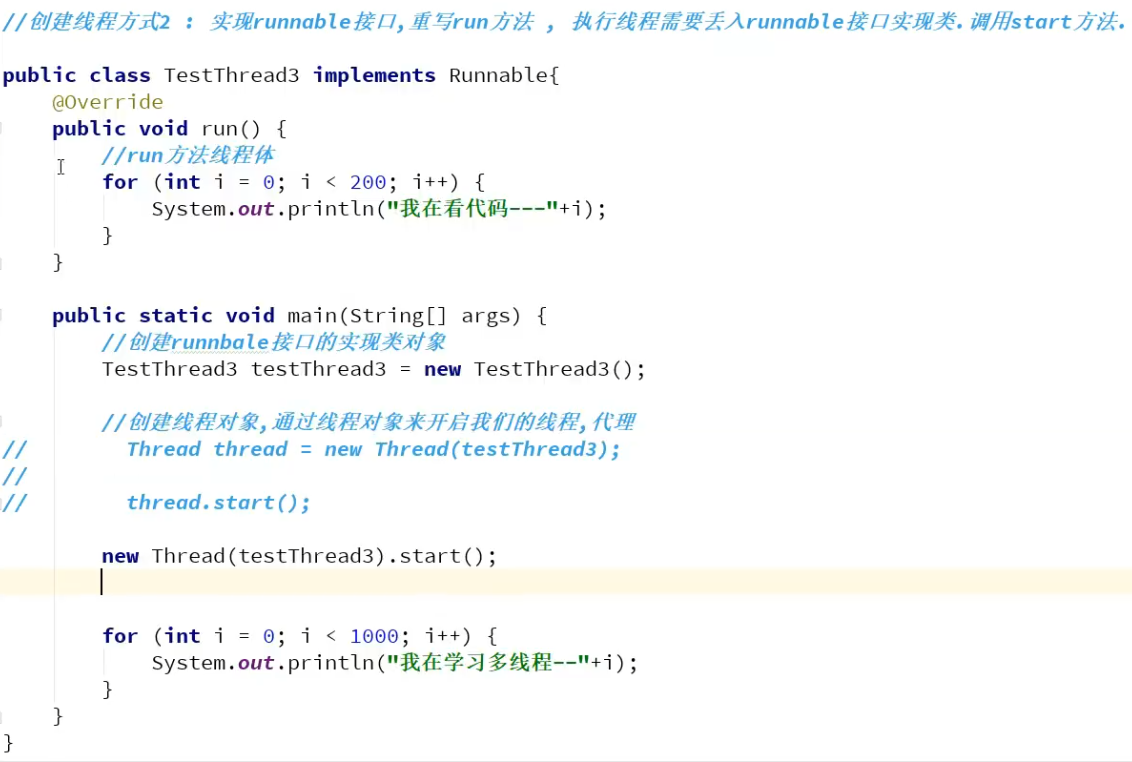 //创建线程方式2 : 实现runnable接口,重写run方法 , 执行线程需要丢入runnable接口实现类.调用start方法.
public class TestThread3 implements Runnable{
@Override
public void run() {
//run方法线程体
for (int i = 0; i < 200; i++) {
System.out.println("我在看代码---"+i);
}
}
public static void main(String[] args) {
//创建runnbale接口的实现类对象
TestThread3 testThread3 = new TestThread3();
//创建线程对象,通过线程对象来开启我们的线程,代理
// Thread thread = new Thread(testThread3);
//
// thread.start();
new Thread(testThread3).start();
for (int i = 0; i < 1000; i++) {
System.out.println("我在学习多线程--"+i);
}
}
}